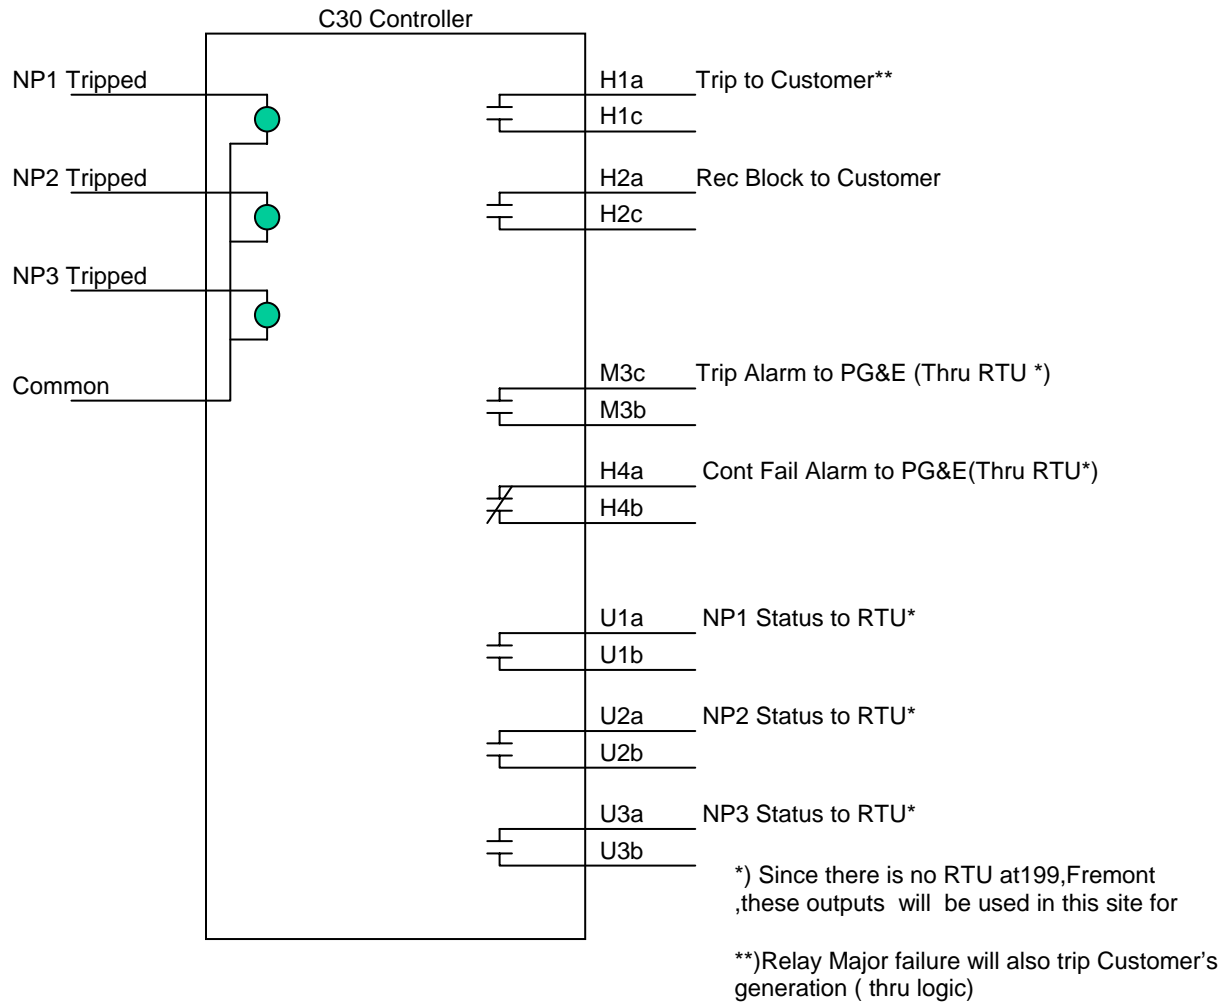 C30 Controller
NP1 Tripped
H1a Trip to Customer**
H1c
NP2 Tripped
H2a Rec Block to Customer
H2c
NP3 Tripped
Common
M3c Trip Alarm to PG&E (Thru RTU *)
M3b
H4a Cont Fail Alarm to PG&E(Thru RTU*)
H4b
U1a NP1 Status to RTU*
U1b
U2a NP2 Status to RTU*
U2b
U3a NP3 Status to RTU*
U3b
*) Since there is no RTU at199,Fremont
,these outputs will be used in this site for
**)Relay Major failure will also trip Customer's
generation ( thru logic)